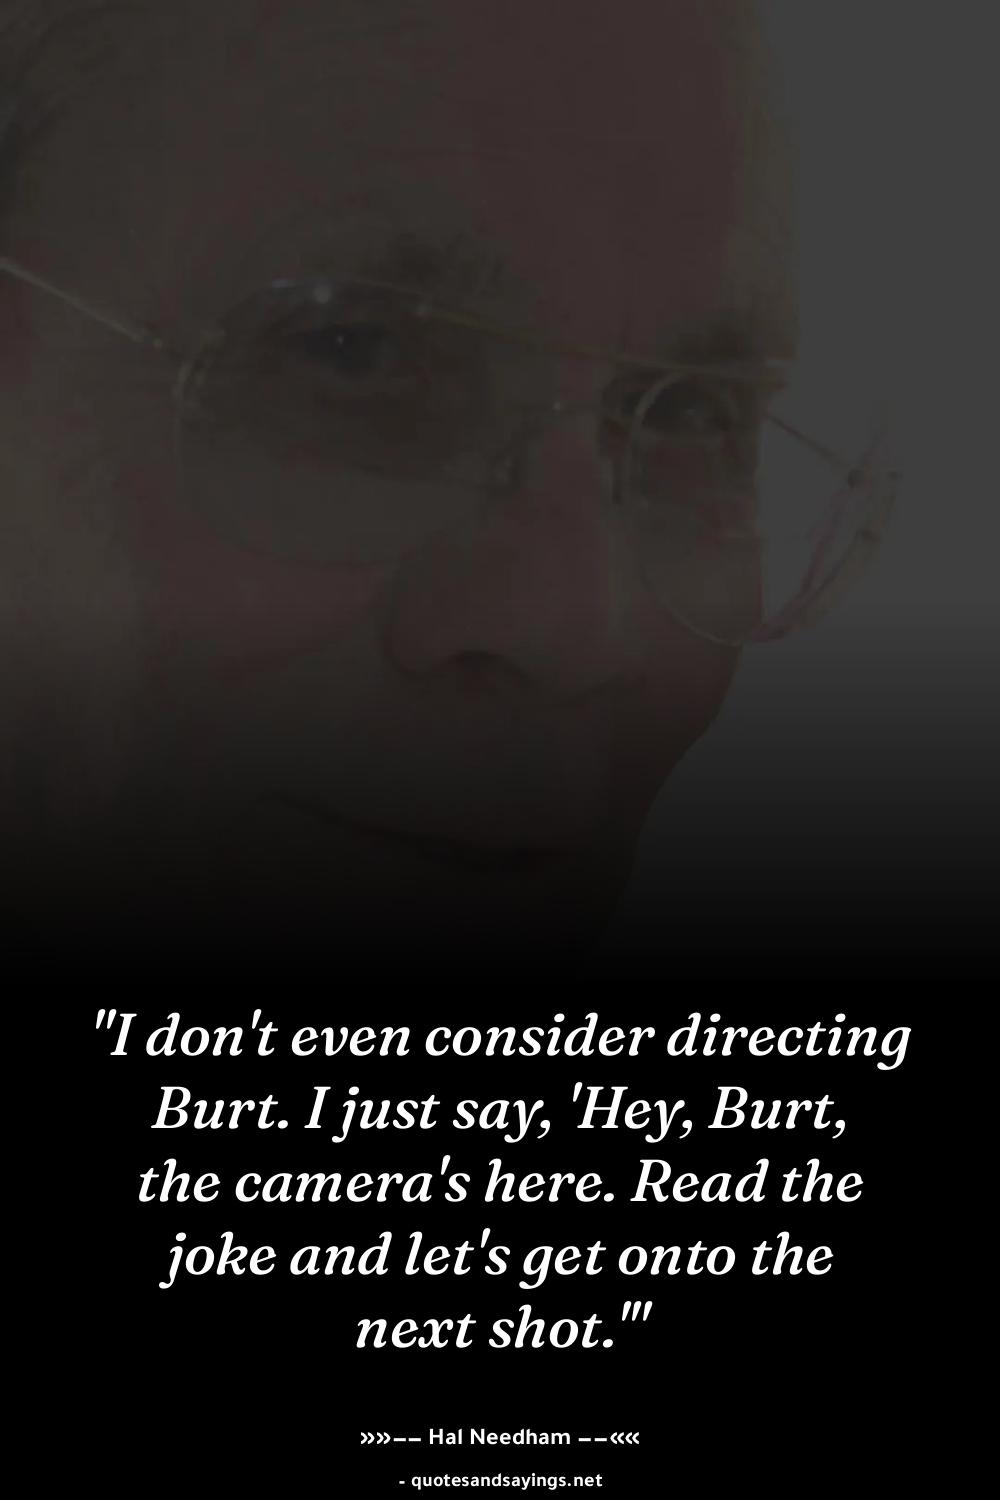 "I don't even consider directing
Burt. I just say, 'Hey, Burt,
the camera's here. Read the
joke and let's get onto the
next shot.'"
»»−− Hal Needham −−««
- quotesandsayings.net